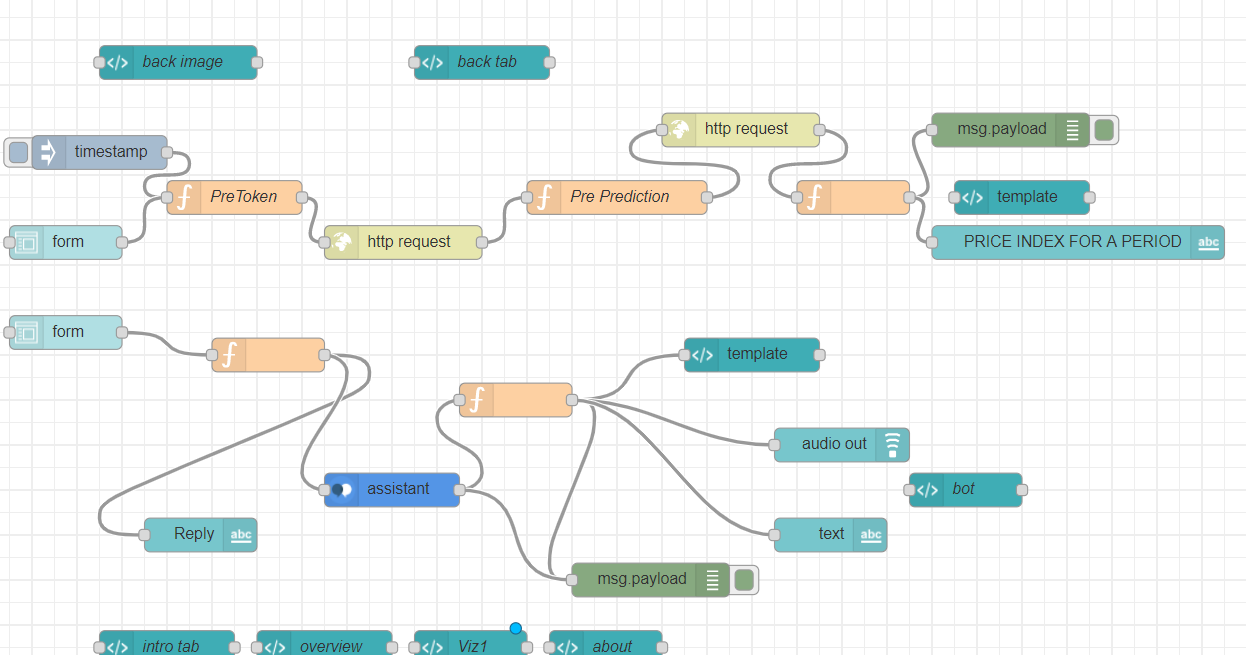 back image
back tab
http request
msg.payload
timestamp
PreToken
Pre Prediction
template
form
http request
PRICE INDEX FOR A PERIOD
abc
form
template
audio out
assistant
bot
Reply
abc
text
abc
msg.payload
intro tab
overview
Viz1
about